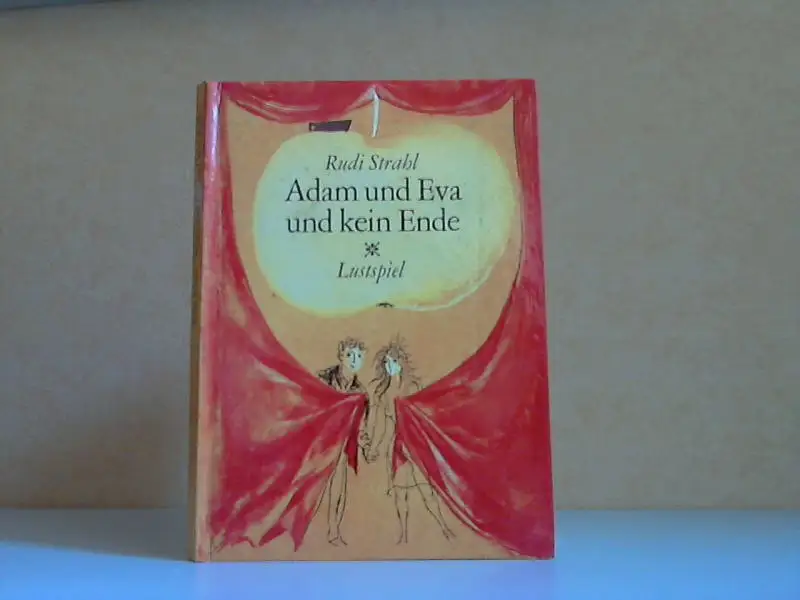 Rudi Strahl
Adam und Eva
und kein Ende
Lustspiel